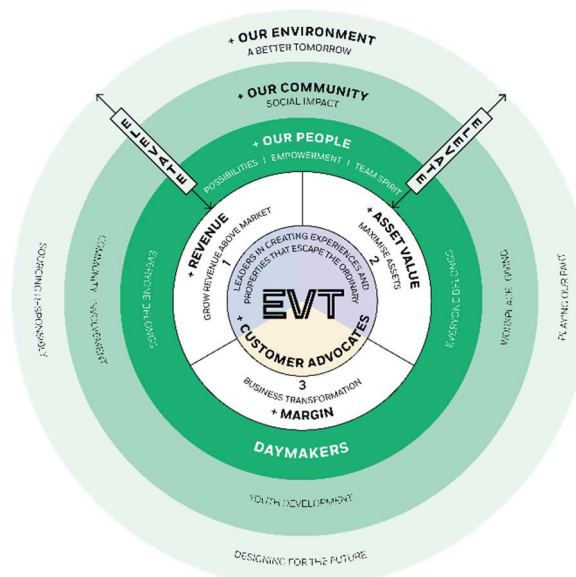 + OUR ENVIRONMENT
A BETTER TOMORROW
+ OUR COMMUNITY
SOCIAL IMPACT
+ OUR PEOPLE
POSSIBILITIES | EMPOWERMENT | TEAM SPIRIT
ELEVATE
ELEVATE
+ REVENUE
1
GROW REVENUE ABOVE MARKET
+ ASSET VALUE
2
MAXIMISE ASSETS
LEADERS IN CREATING EXPERIENCES AND
PROPERTIES THAT ESCAPE THE ORDINARY
EVT
+ CUSTOMER ADVOCATES
3
BUSINESS TRANSFORMATION
+ MARGIN
SOURCING RESPONSIBLY
COMMUNITY INVOLVEMENT
EVERYONE BELONGS
EVERYONE BELONGS
WORKPLACE GIVING
PLAYING OUR PART
DAYMAKERS
YOUTH DEVELOPMENT
DESIGNING FOR THE FUTURE